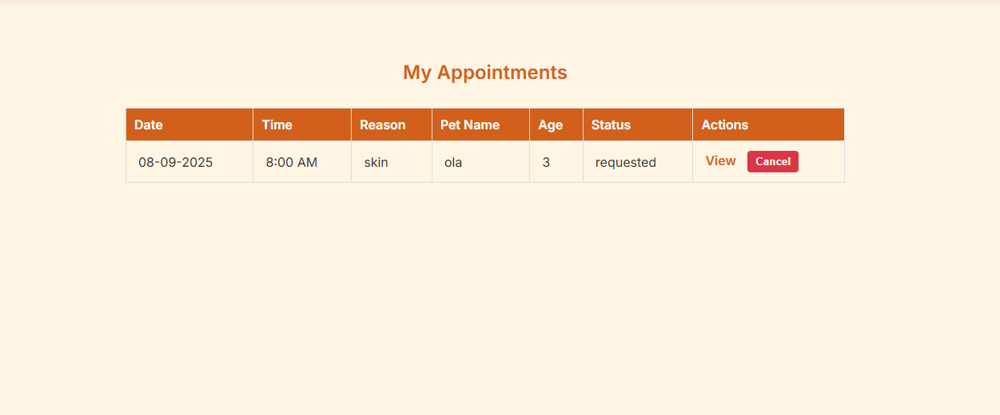 My Appointments
Date Time Reason Pet Name Age Status Actions
08-09-2025 8:00 AM skin ola 3 requested View Cancel